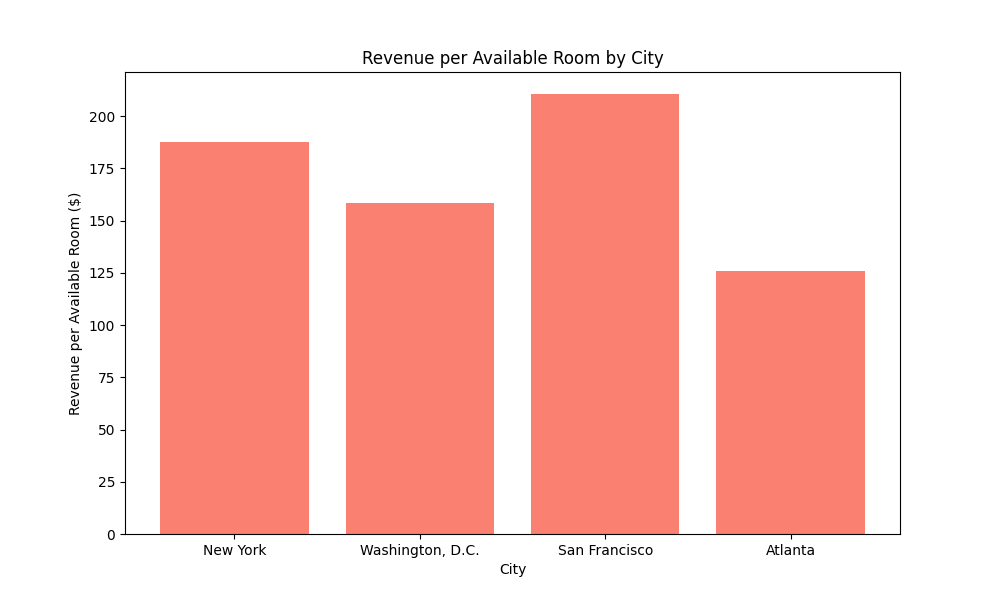 Revenue per Available Room by City
Revenue per Available Room ($)
200
175
150
125
100
75
50
25
0
New York
Washington, D.C.
San Francisco
Atlanta
City